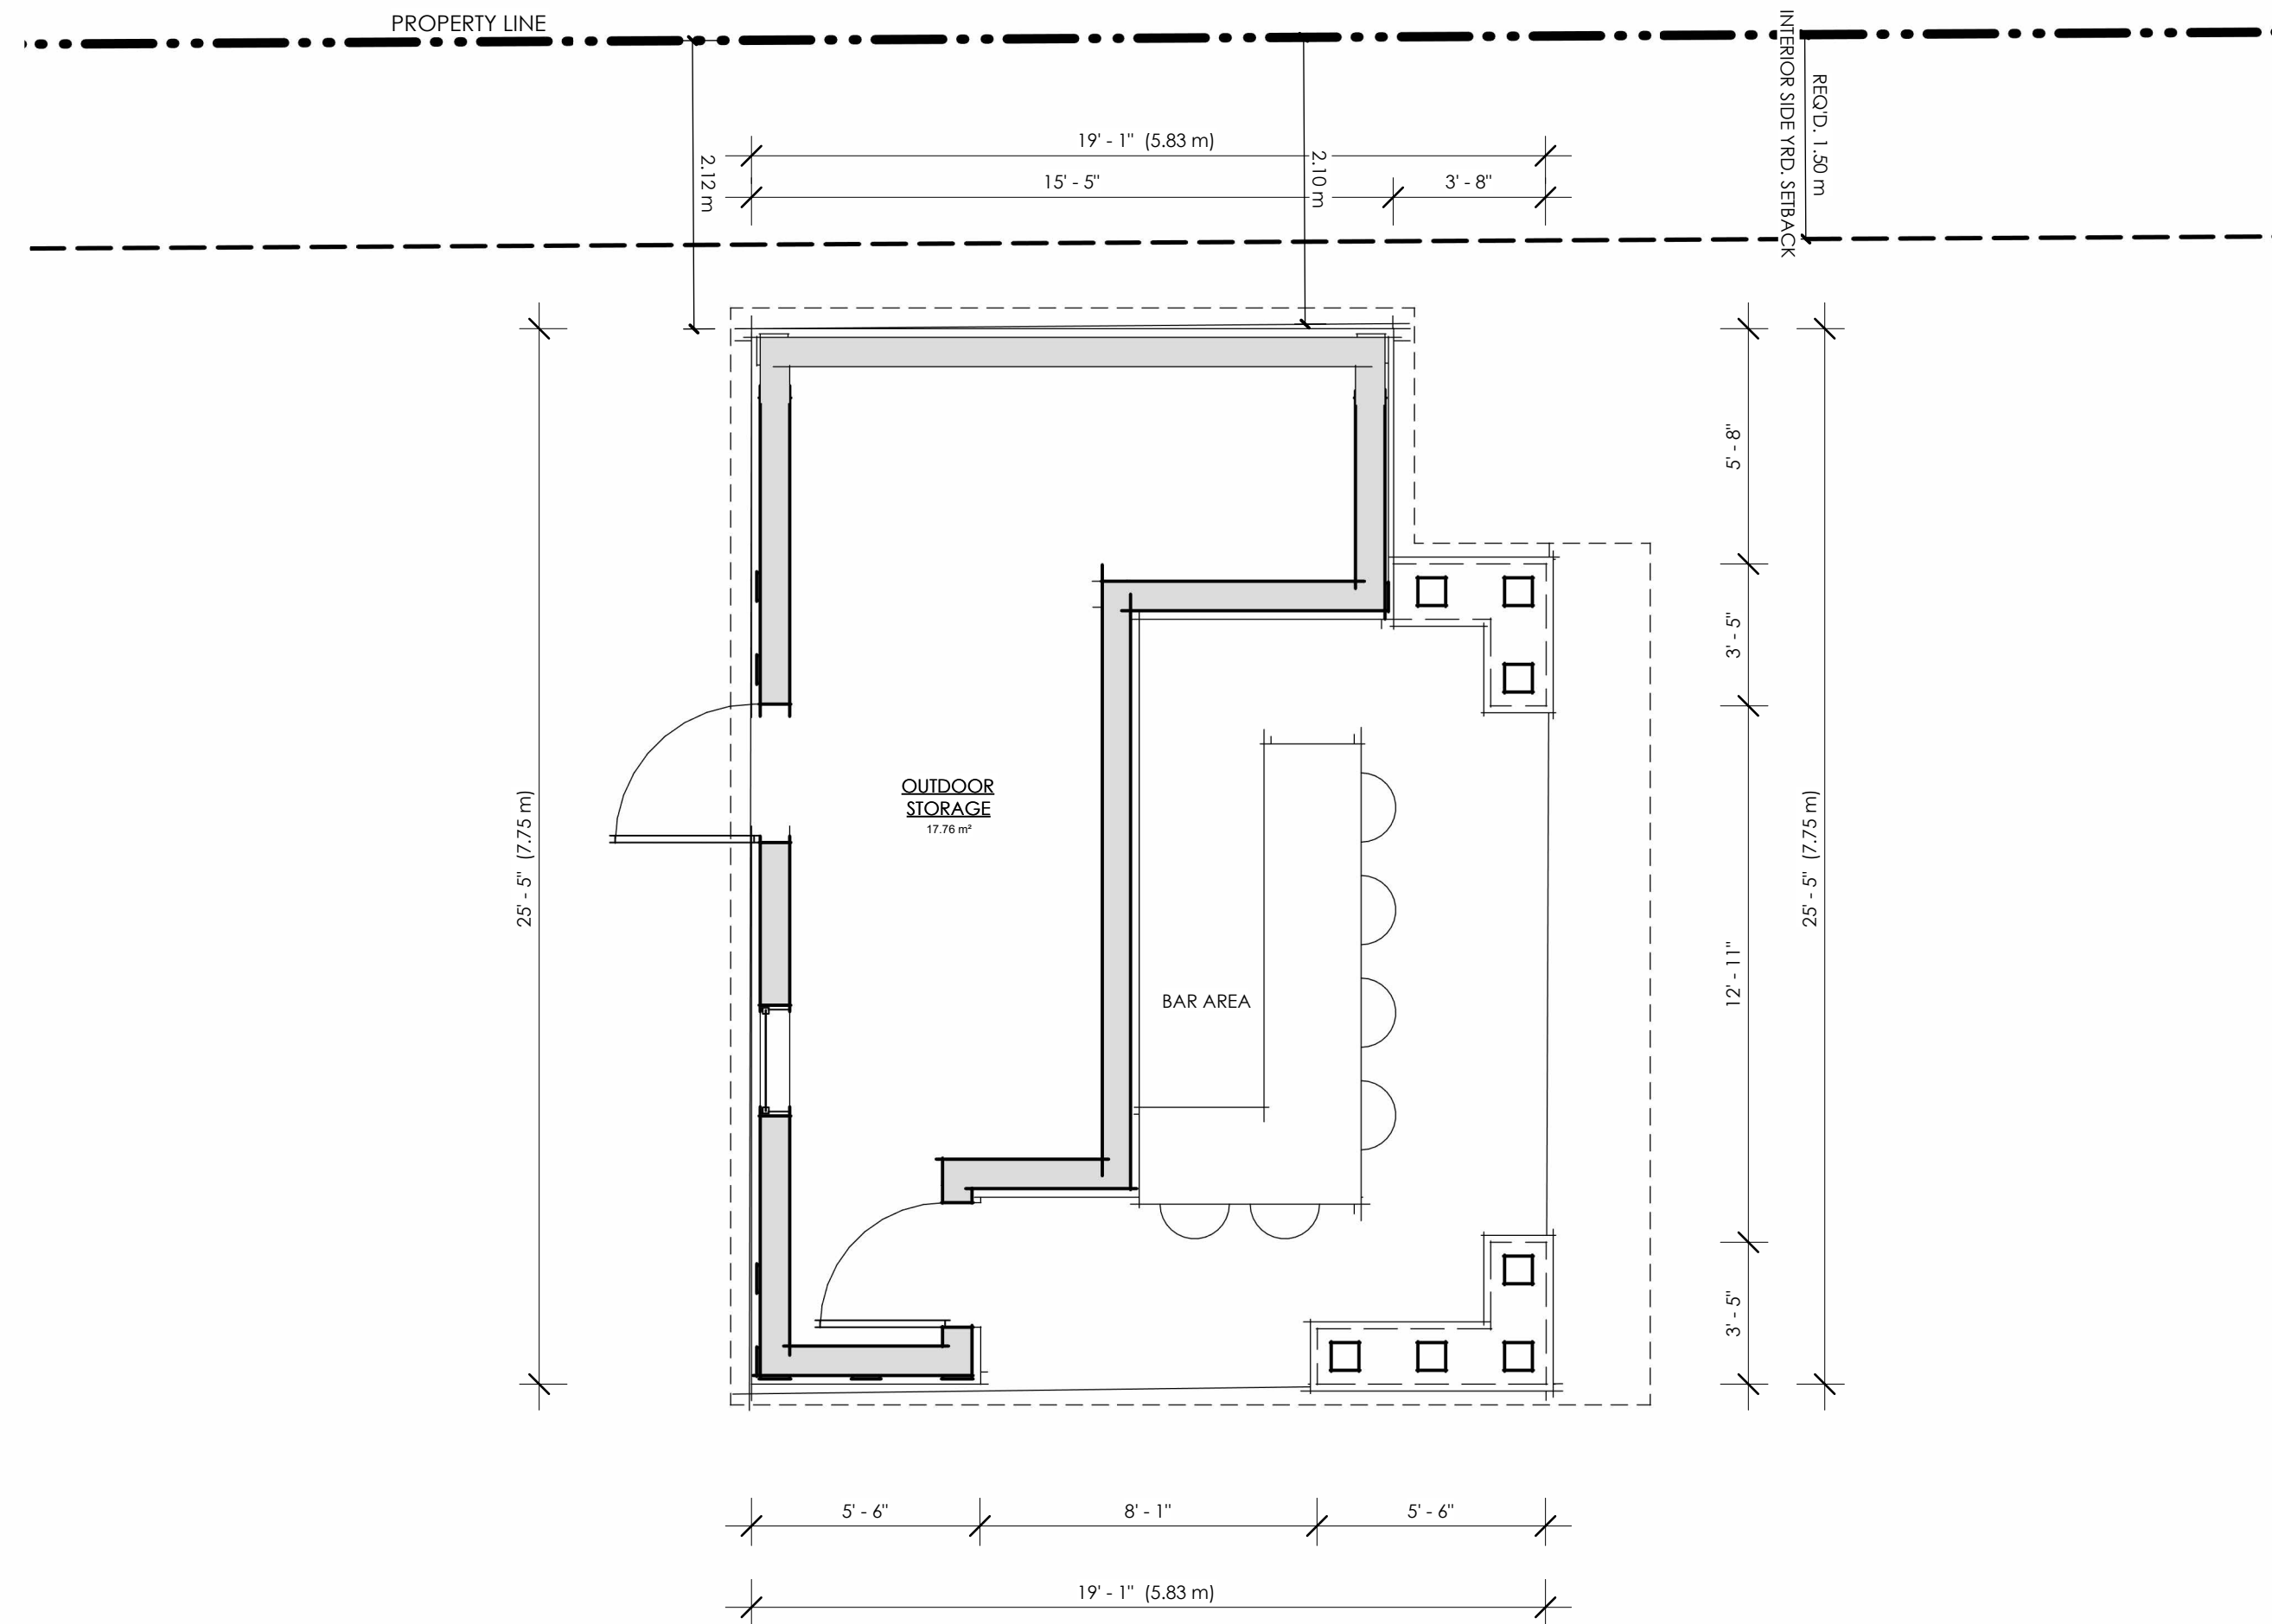 PROPERTY LINE
INTERIOR SIDE YRD. SETBACK
REQ'D. 1.50 m
19' - 1" (5.83 m)
2.12 m
2.10 m
15' - 5"
3' - 8"
5' - 8"
3' - 5"
25' - 5" (7.75 m)
OUTDOOR
STORAGE
17.76 m²
25' - 5" (7.75 m)
BAR AREA
12' - 11"
3' - 5"
5' - 6"
8' - 1"
5' - 6"
19' - 1" (5.83 m)